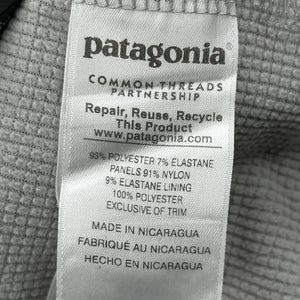 patagonia®
COMMON THREADS
PARTNERSHIP
Repair, Reuse, Recycle
This Product
www.patagonia.com
93% POLYESTER 7% ELASTANE
PANELS 91% NYLON
9% ELASTANE LINING
100% POLYESTER
EXCLUSIVE OF TRIM
MADE IN NICARAGUA
FABRIQUÉ AU NICARAGUA
HECHO EN NICARAGUA